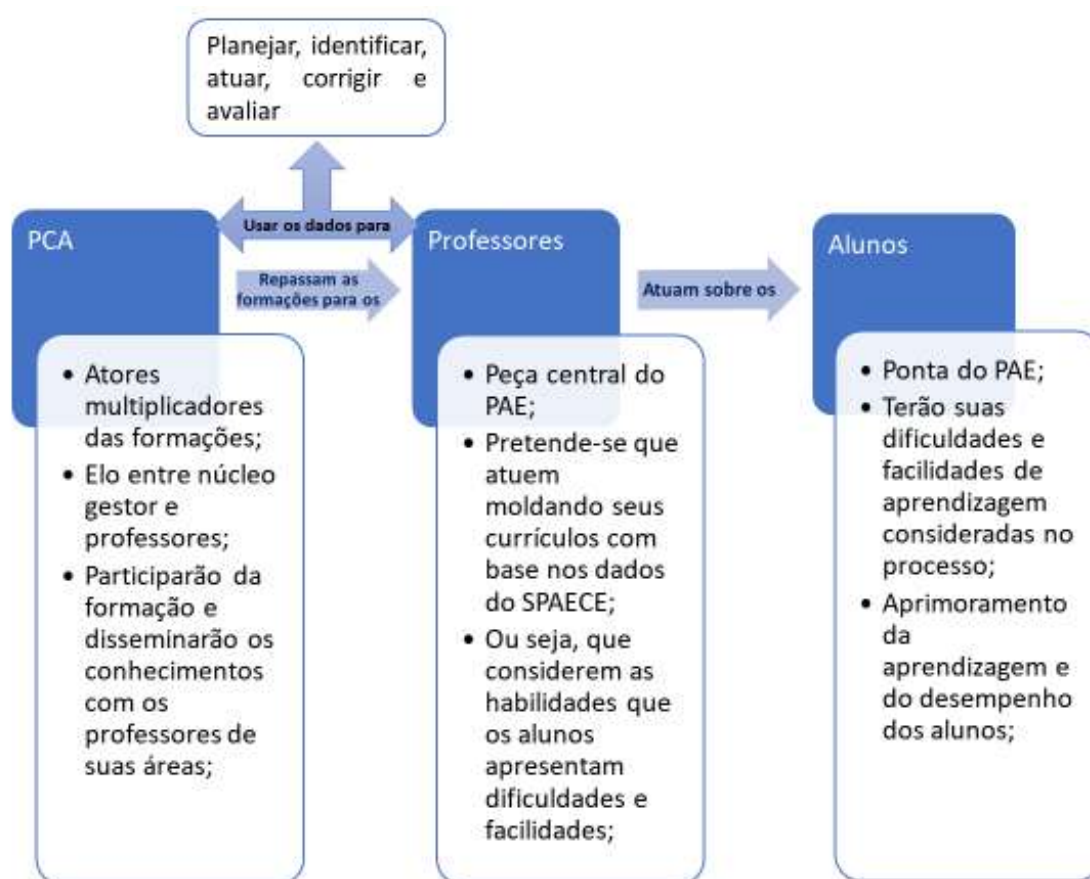 Planejar, identificar,
atuar, corrigir e
avaliar
Usar os dados para
PCA
Repassam as
formações para os
Professores
Atuam sobre os
Alunos
• Atores
multiplicadores
das formações;
• Elo entre núcleo
gestor e
professores;
• Participarão da
formação e
disseminarão os
conhecimentos
com os
professores de
suas áreas;
• Peça central do
PAE;
• Pretende-se que
atuem
moldando seus
currículos com
base nos dados
do SPAECE;
• Ou seja, que
considerem as
habilidades que
os alunos
apresentam
dificuldades e
facilidades;
• Ponta do PAE;
• Terão suas
dificuldades e
facilidades de
aprendizagem
consideradas no
processo;
• Aprimoramento
da
aprendizagem e
do desempenho
dos alunos;